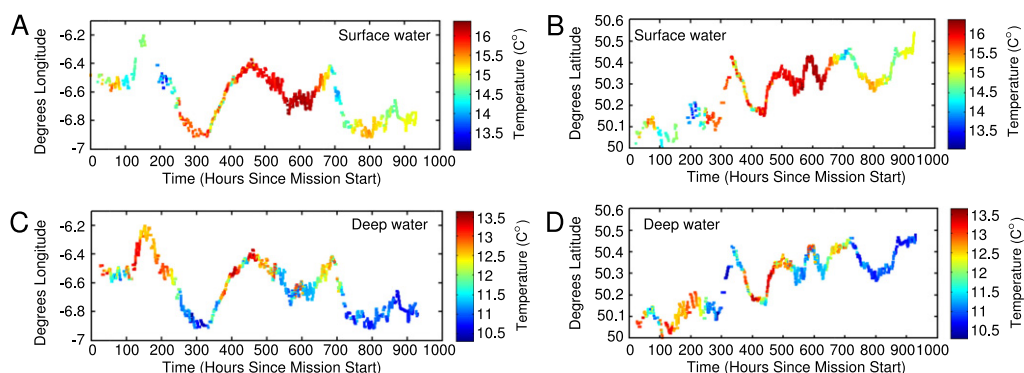 A
Degrees Longitude
-6.2
-6.4
-6.6
-6.8
-7
Surface water
0 100 200 300 400 500 600 700 800 900 1000
Time (Hours Since Mission Start)
16
15.5
15
14.5
14
13.5
Temperature (C°)
B
Degrees Latitude
50.6
50.5
50.4
50.3
50.2
50.1
50
Surface water
0 100 200 300 400 500 600 700 800 900 1000
Time (Hours Since Mission Start)
16
15.5
15
14.5
14
13.5
Temperature (C°)
C
Degrees Longitude
-6.2
-6.4
-6.6
-6.8
-7
Deep water
0 100 200 300 400 500 600 700 800 900 1000
Time (Hours Since Mission Start)
13.5
13
12.5
12
11.5
11
10.5
Temperature (C°)
D
Degrees Latitude
50.6
50.5
50.4
50.3
50.2
50.1
50
Deep water
0 100 200 300 400 500 600 700 800 900 1000
Time (Hours Since Mission Start)
13.5
13
12.5
12
11.5
11
10.5
Temperature (C°)